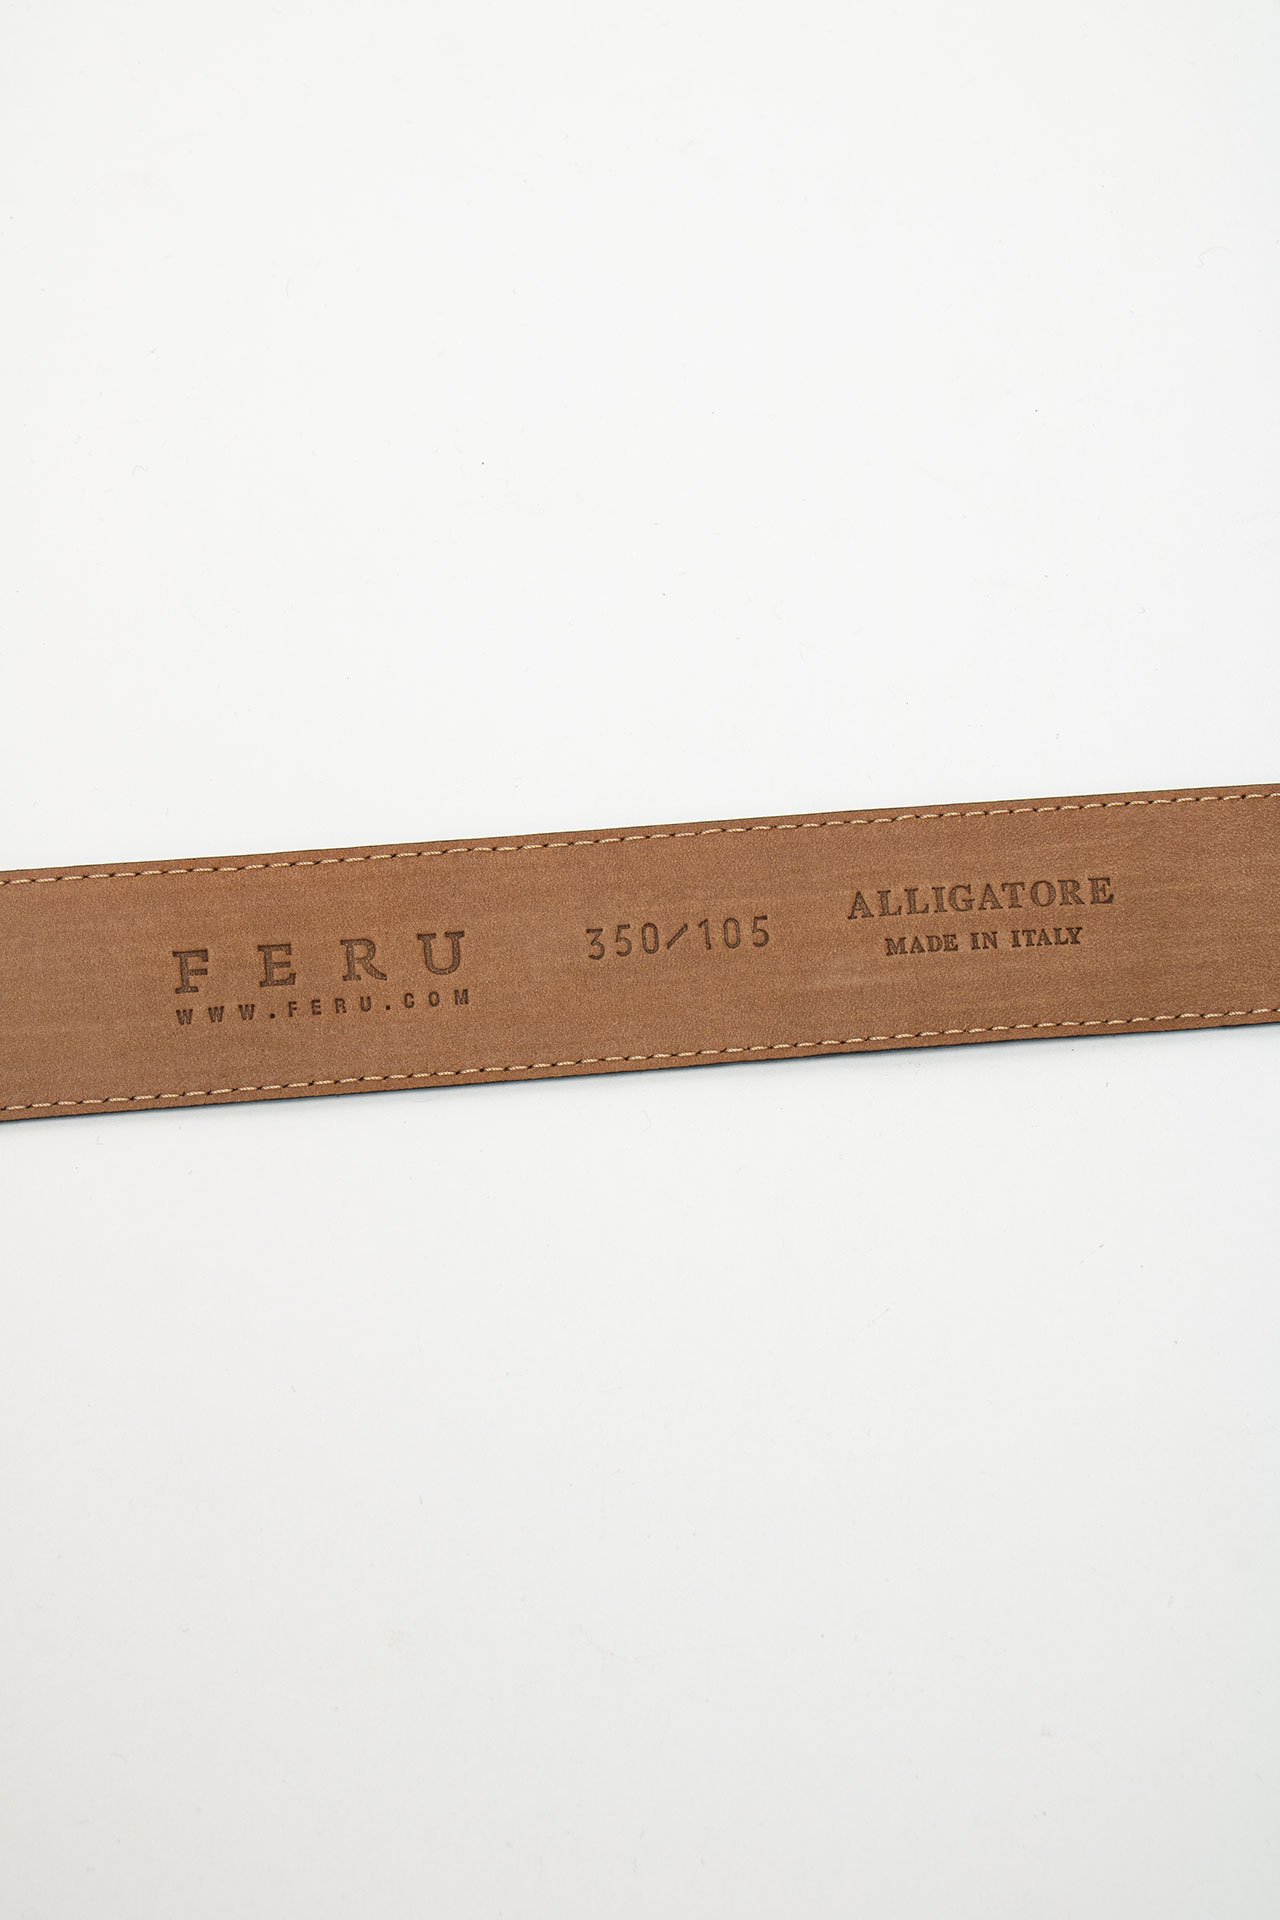 FERU
WWW.FERU.COM
350/105
ALLIGATORE
MADE IN ITALY